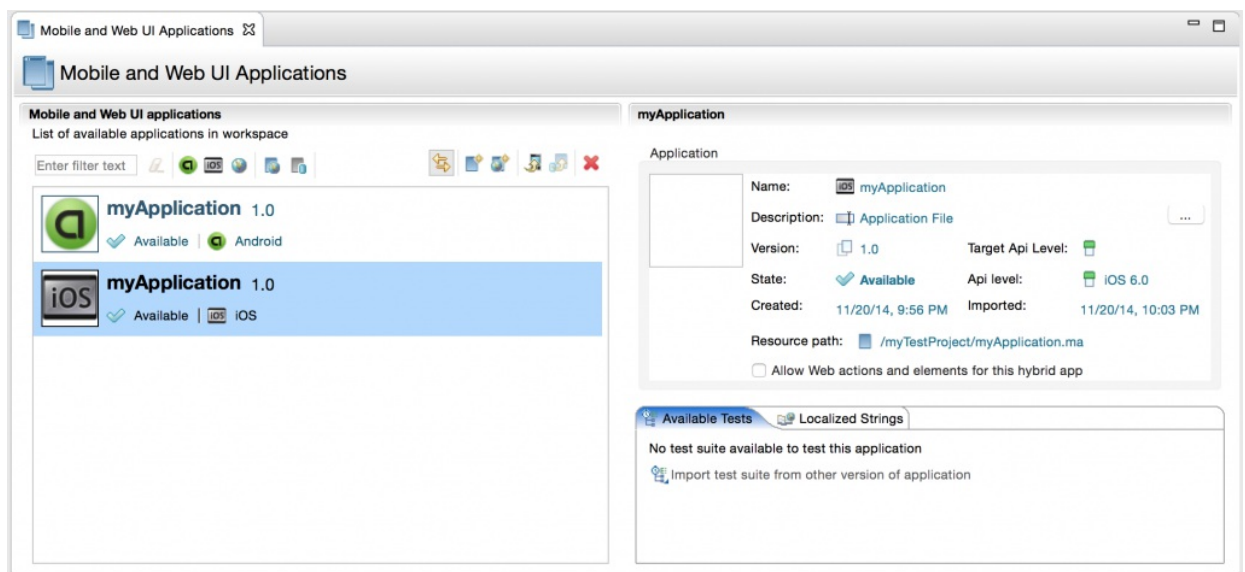 Mobile and Web UI Applications
Mobile and Web UI Applications
Mobile and Web UI applications
List of available applications in workspace
Enter filter text
iOS
myApplication 1.0
Available | Android
iOS
myApplication 1.0
Available | iOS iOS
myApplication
Application
Name: iOS myApplication
Description: Application File ...
Version: 1.0 Target Api Level:
State: Available Api level: iOS 6.0
Created: 11/20/14, 9:56 PM Imported: 11/20/14, 10:03 PM
Resource path: /myTestProject/myApplication.ma
Allow Web actions and elements for this hybrid app
Available Tests Localized Strings
No test suite available to test this application
Import test suite from other version of application